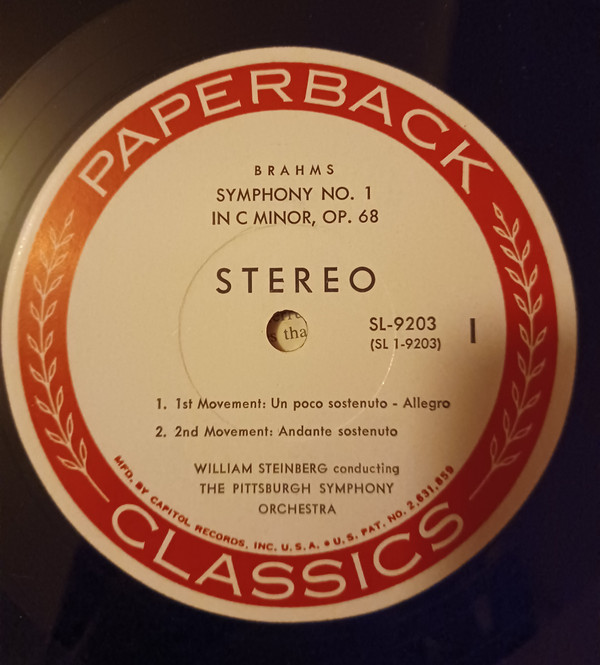 PAPERBACK
BRAHMS
SYMPHONY NO. 1
IN C MINOR, OP. 68
STEREO
SL-9203
(SL 1-9203)
I
s tha
1. 1st Movement: Un poco sostenuto - Allegro
2. 2nd Movement: Andante sostenuto
WILLIAM STEINBERG conducting
THE PITTSBURGH SYMPHONY
ORCHESTRA
MFD. BY CAPITOL RECORDS, INC. U.S.A. • U.S. PAT. NO. 2,631,859
CLASSICS